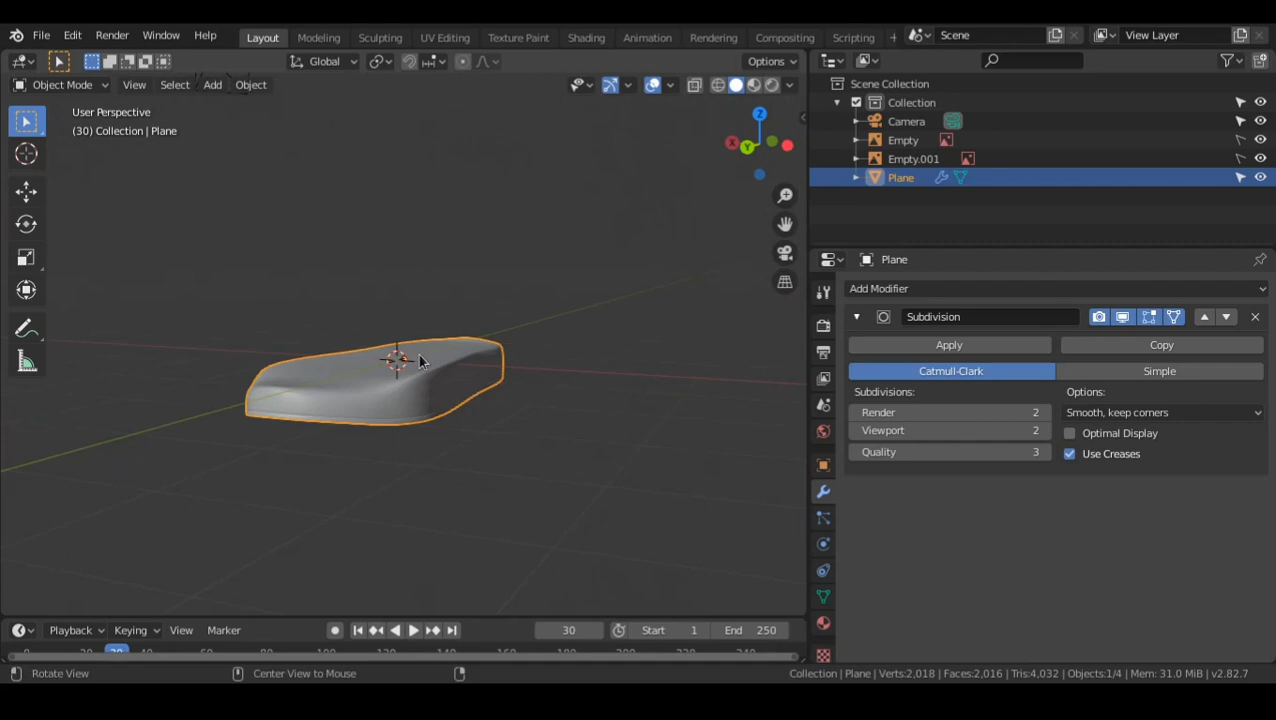 File Edit Render Window Help Layout Modeling Sculpting UV Editing Texture Paint Shading Animation Rendering Compositing Scripting + Scene View Layer
Global Options
Object Mode View Select Add Object
User Perspective
(30) Collection | Plane
Z
X
Y
Scene Collection
Collection
Camera
Empty
Empty.001
Plane
Plane
Add Modifier
Subdivision
Apply Copy
Catmull-Clark Simple
Subdivisions: Options:
Render 2 Smooth, keep corners
Viewport 2 Optimal Display
Quality 3 Use Creases
Playback Keying View Marker 30 Start 1 End 250
30
Rotate View Center View to Mouse Collection | Plane | Verts:2,018 | Faces:2,016 | Tris:4,032 | Objects:1/4 | Mem: 31.0 MiB | v2.82.7